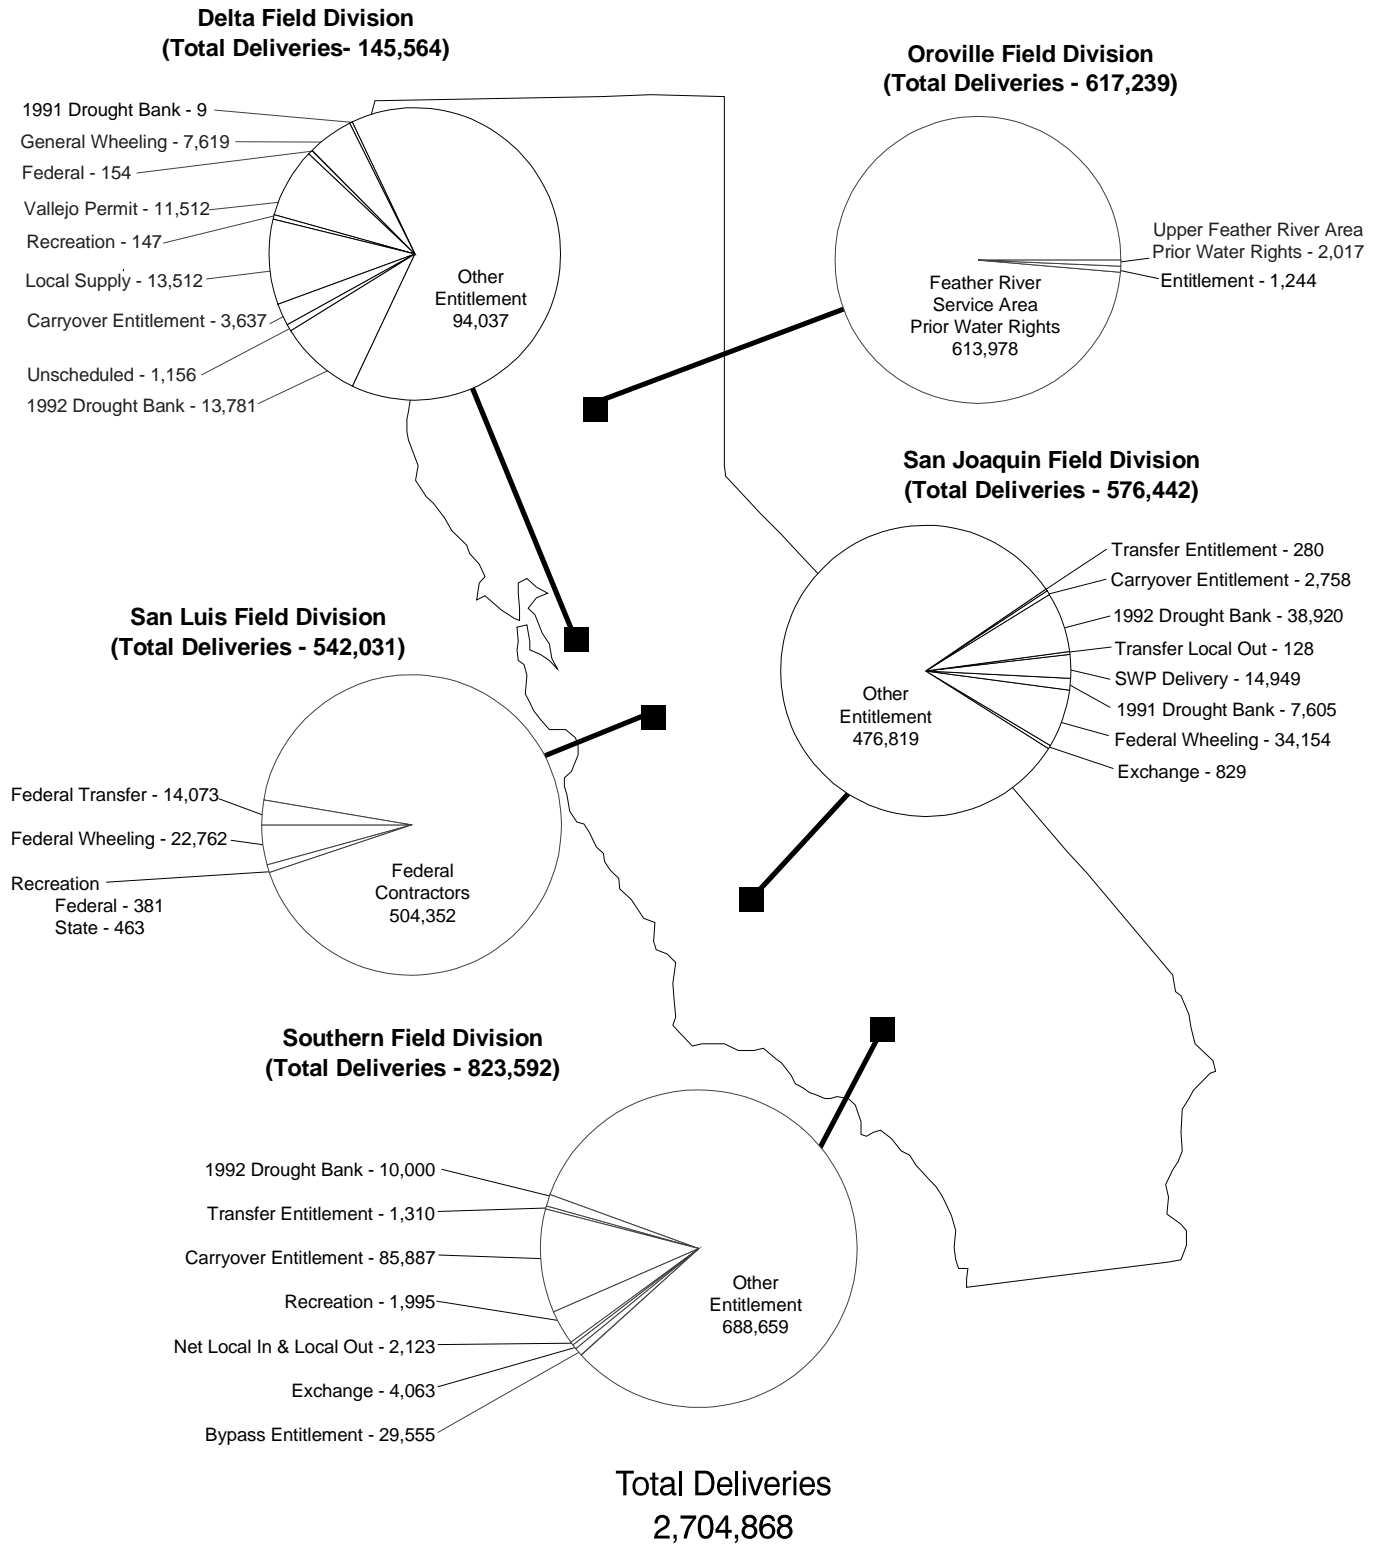 Delta Field Division
(Total Deliveries- 145,564)
1991 Drought Bank - 9
General Wheeling - 7,619
Federal - 154
Vallejo Permit - 11,512
Recreation - 147
Local Supply - 13,512
Carryover Entitlement - 3,637
Unscheduled - 1,156
1992 Drought Bank - 13,781
Other
Entitlement
94,037
Oroville Field Division
(Total Deliveries - 617,239)
Upper Feather River Area
Prior Water Rights - 2,017
Entitlement - 1,244
Feather River
Service Area
Prior Water Rights
613,978
San Joaquin Field Division
(Total Deliveries - 576,442)
Transfer Entitlement - 280
Carryover Entitlement - 2,758
1992 Drought Bank - 38,920
Transfer Local Out - 128
SWP Delivery - 14,949
1991 Drought Bank - 7,605
Federal Wheeling - 34,154
Exchange - 829
Other
Entitlement
476,819
San Luis Field Division
(Total Deliveries - 542,031)
Federal Transfer - 14,073
Federal Wheeling - 22,762
Recreation
Federal - 381
State - 463
Federal
Contractors
504,352
Southern Field Division
(Total Deliveries - 823,592)
1992 Drought Bank - 10,000
Transfer Entitlement - 1,310
Carryover Entitlement - 85,887
Recreation - 1,995
Net Local In & Local Out - 2,123
Exchange - 4,063
Bypass Entitlement - 29,555
Other
Entitlement
688,659
Total Deliveries
2,704,868